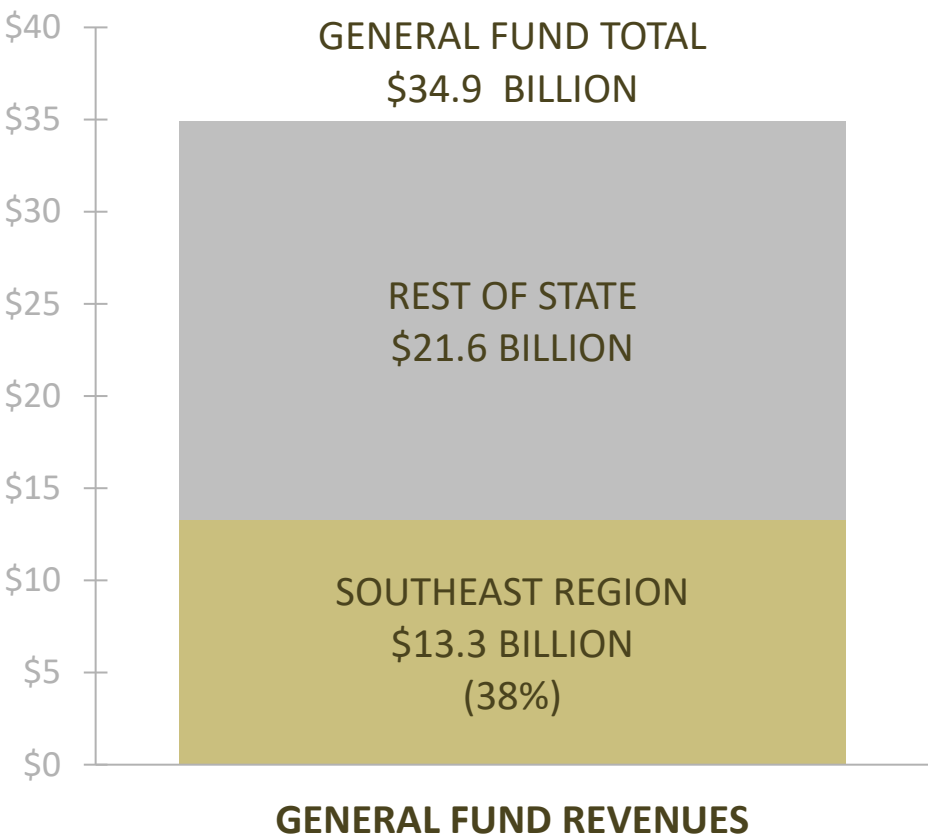 $40
GENERAL FUND TOTAL
$34.9 BILLION
$35
$30
REST OF STATE
$25
$21.6 BILLION
$20
$15
SOUTHEAST REGION
$10
$13.3 BILLION
$5
(38%)
$0
GENERAL FUND REVENUES